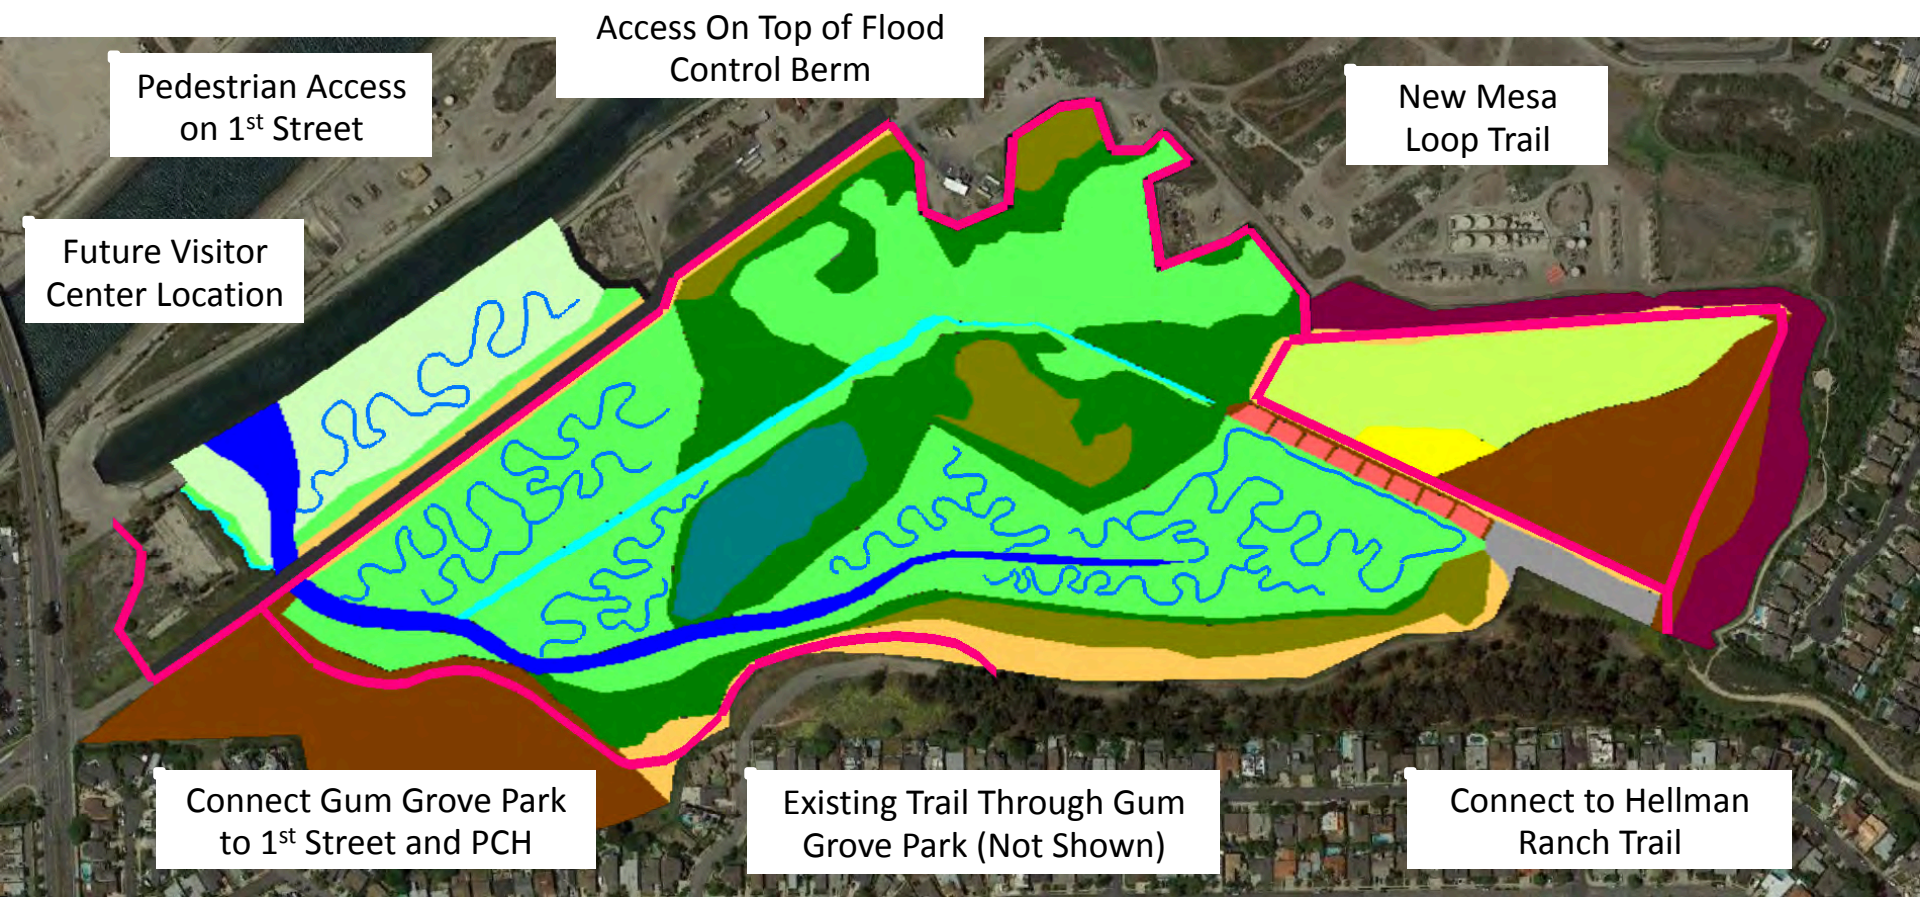 Access On Top of Flood
Control Berm
Pedestrian Access
on 1st Street
New Mesa
Loop Trail
Future Visitor
Center Location
Connect Gum Grove Park
to 1st Street and PCH
Existing Trail Through Gum
Grove Park (Not Shown)
Connect to Hellman
Ranch Trail